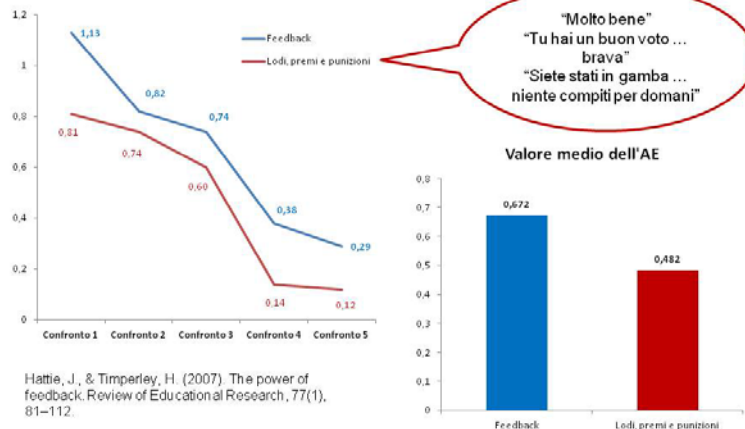 1,2
1
0,8
0,6
0,4
0,2
0
1,13
0,82
0,74
0,38
0,29
0,81
0,74
0,60
0,14
0,12
Feedback
Lodi, premi e punizioni
Confronto 1
Confronto 2
Confronto 3
Confronto 4
Confronto 5
"Molto bene"
"Tu hai un buon voto ...
brava"
"Siete stati in gamba ...
niente compiti per domani"
Valore medio dell'AE
0,8
0,7
0,6
0,5
0,4
0,3
0,2
0,1
0
0,672
0,482
Feedback
Lodi, premi e punizioni
Hattie, J., & Timperley, H. (2007). The power of
feedback. Review of Educational Research, 77(1),
81–112.